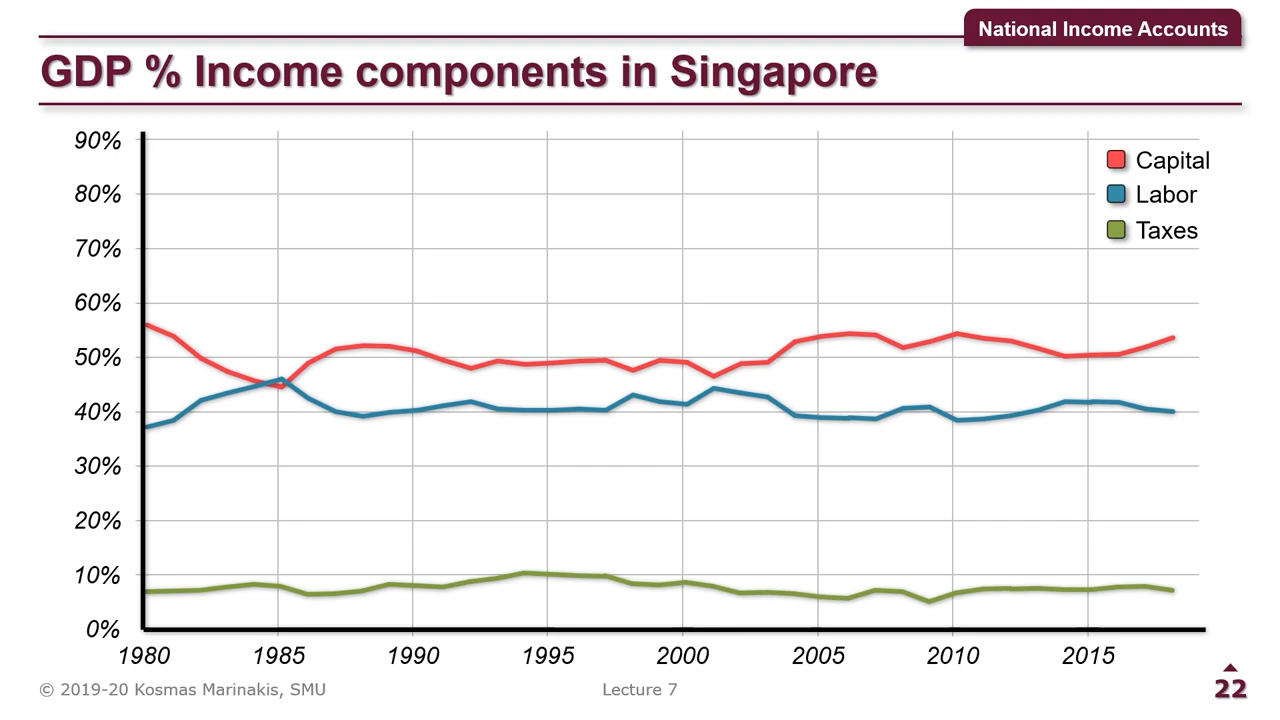 National Income Accounts
GDP % Income components in Singapore
90%
80%
70%
60%
50%
40%
30%
20%
10%
0%
Capital
Labor
Taxes
1980 1985 1990 1995 2000 2005 2010 2015
© 2019-20 Kosmas Marinakis, SMU
Lecture 7
22